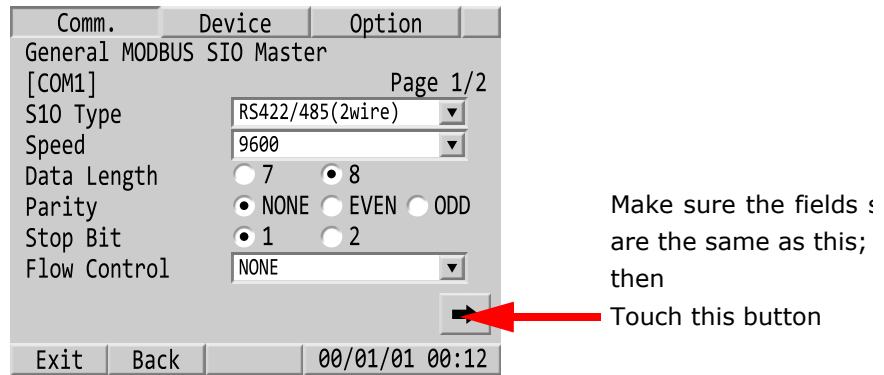 Comm. Device Option
General MODBUS SIO Master
[COM1] Page 1/2
S1O Type RS422/485(2wire)
Speed 9600
Data Length 7 8
Parity NONE EVEN ODD
Stop Bit 1 2
Flow Control NONE
Exit Back 00/01/01 00:12
Make sure the fields
are the same as this;
then
Touch this button